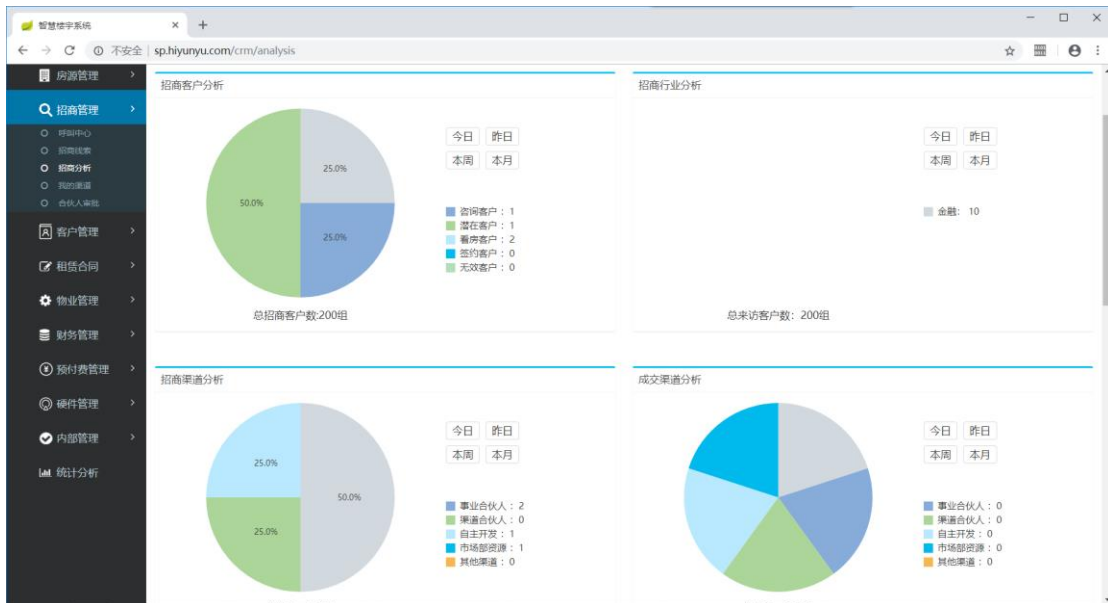 智慧楼宇系统
不安全 | sp.hiyunyu.com/crm/analysis
房源管理
招商管理
呼叫中心
招商线索
招商分析
我的渠道
合伙人审批
客户管理
租赁合同
物业管理
财务管理
预付费管理
硬件管理
内部管理
统计分析
招商客户分析
25.0%
50.0%
25.0%
今日 昨日
本周 本月
咨询客户：1
潜在客户：1
看房客户：2
签约客户：0
无效客户：0
总招商客户数:200组
招商行业分析
今日 昨日
本周 本月
金融： 10
总来访客户数：200组
招商渠道分析
25.0%
50.0%
25.0%
今日 昨日
本周 本月
事业合伙人：2
渠道合伙人：0
自主开发：1
市场部资源：1
其他渠道：0
成交渠道分析
今日 昨日
本周 本月
事业合伙人：0
渠道合伙人：0
自主开发：0
市场部资源：0
其他渠道：0